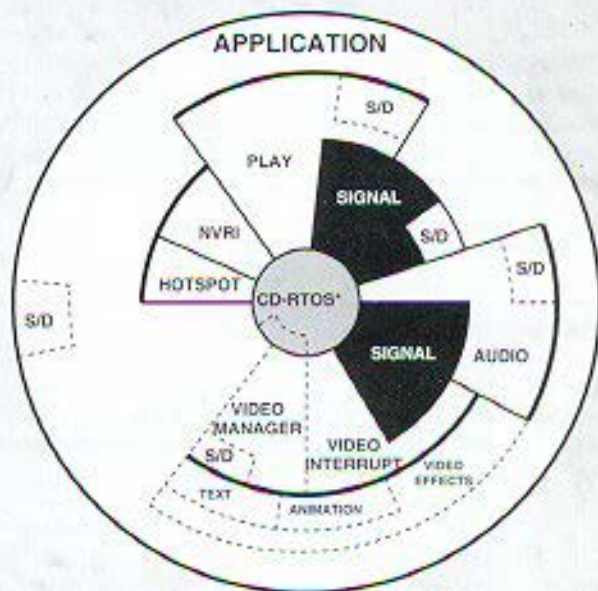 APPLICATION
S/D
PLAY
SIGNAL
NVRI
S/D
S/D
HOTSPOT
CD-RTOS*
S/D
SIGNAL
AUDIO
VIDEO
MANAGER
VIDEO
INTERRUPT
S/D
VIDEO
EFFECTS
TEXT
ANIMATION